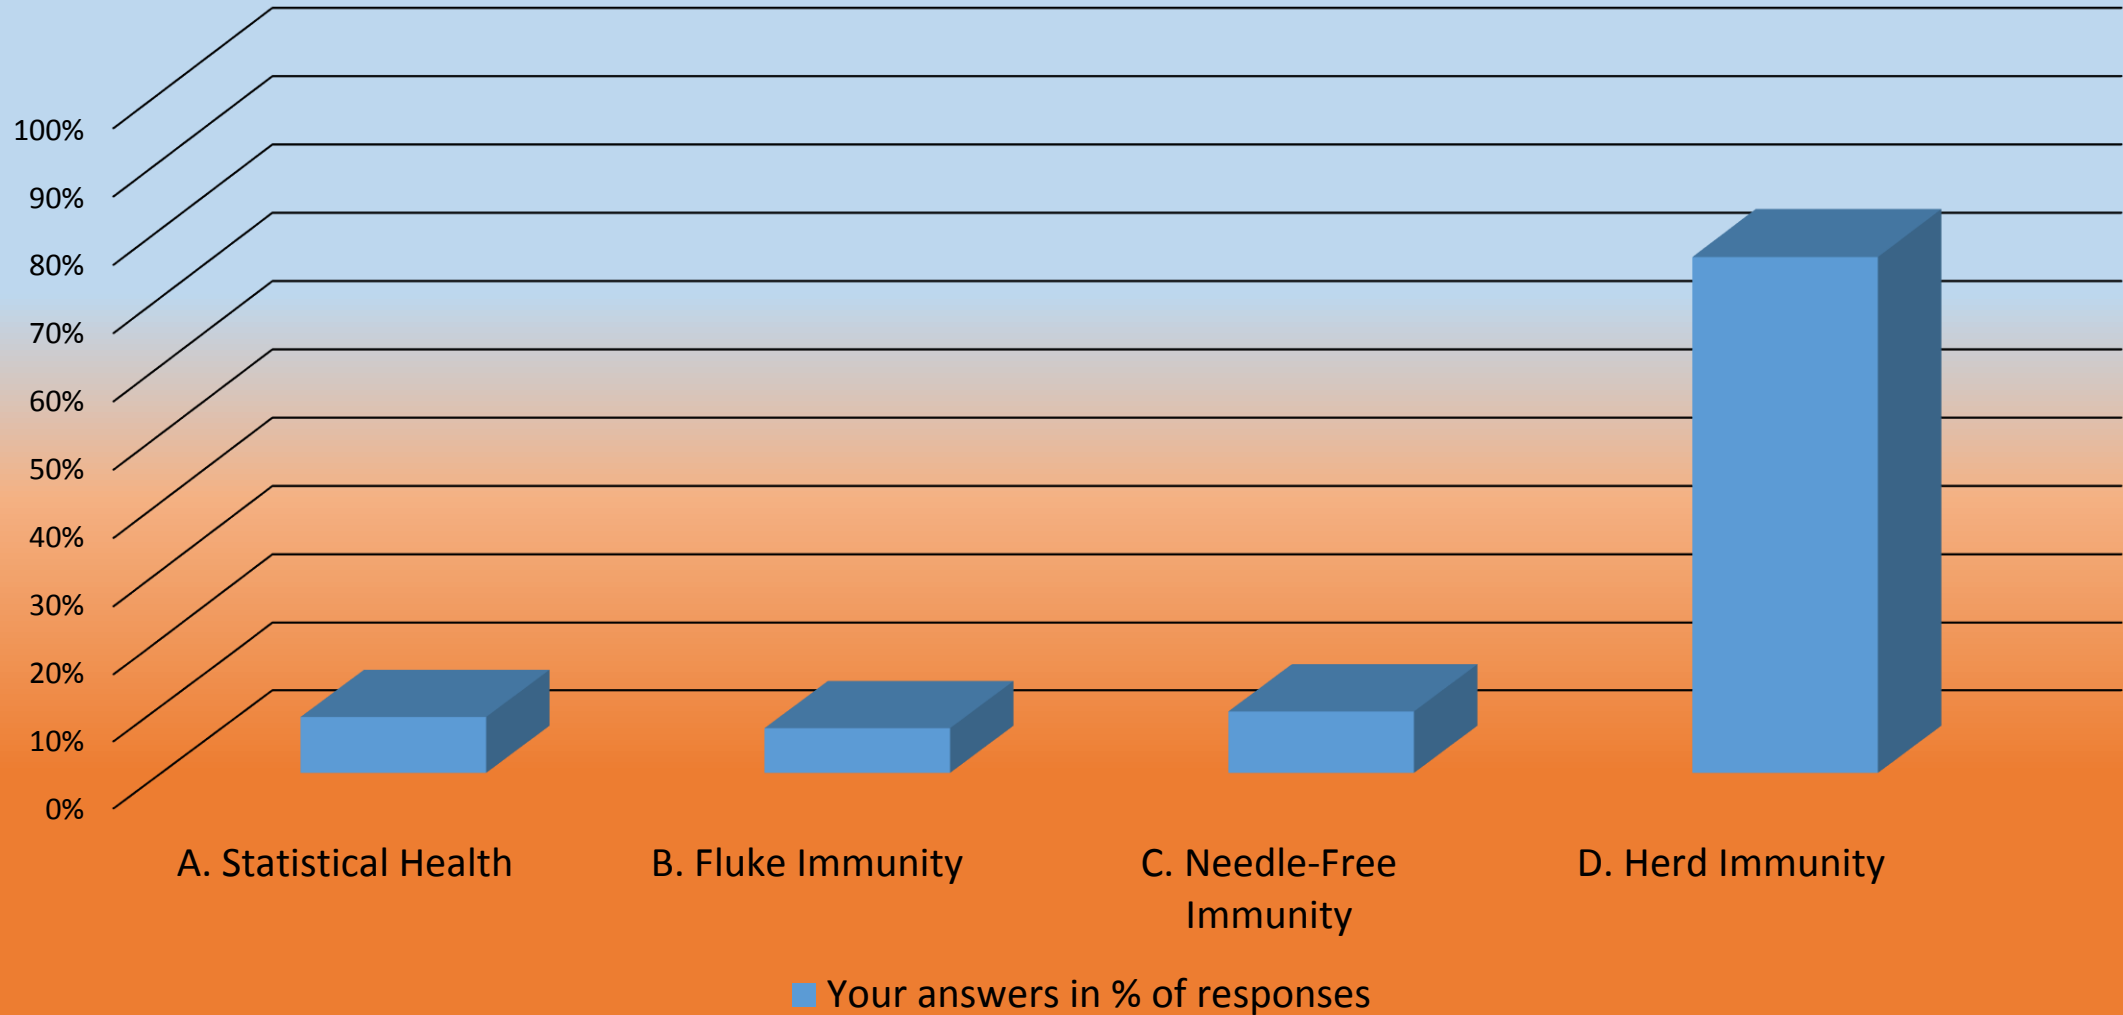 100%
90%
80%
70%
60%
50%
40%
30%
20%
10%
0%
A. Statistical Health
B. Fluke Immunity
C. Needle-Free
Immunity
D. Herd Immunity
Your answers in % of responses